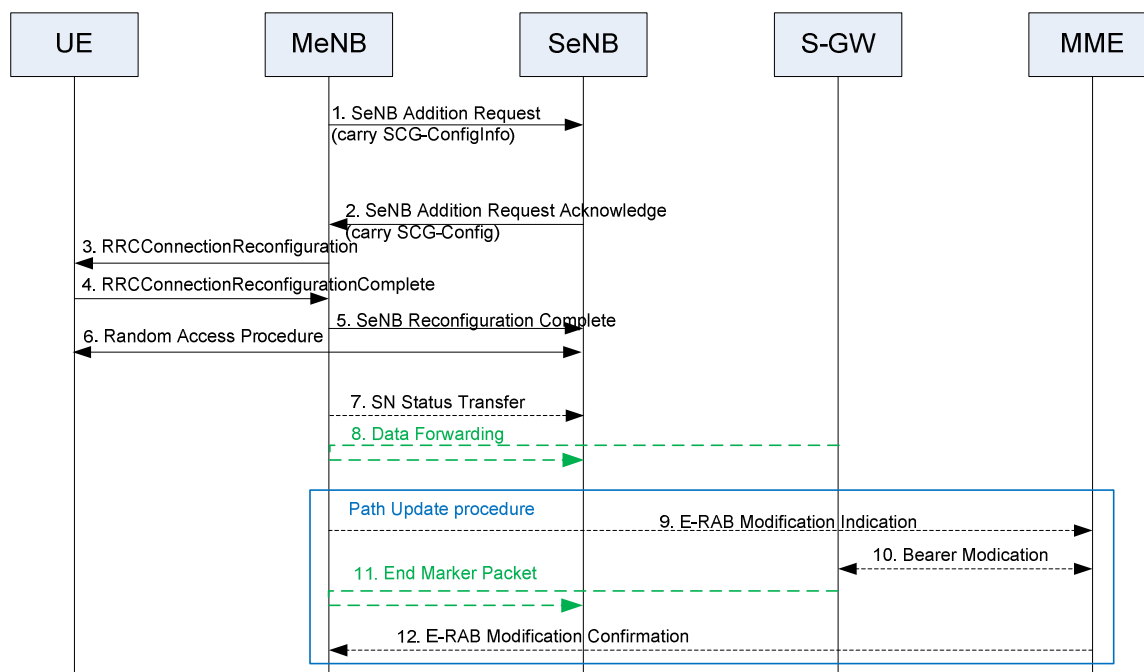 UE
MeNB
SeNB
S-GW
MME
1. SeNB Addition Request
(carry SCG-ConfigInfo)
2. SeNB Addition Request Acknowledge
(carry SCG-Config)
3. RRCConnectionReconfiguration
4. RRCConnectionReconfigurationComplete
5. SeNB Reconfiguration Complete
6. Random Access Procedure
7. SN Status Transfer
8. Data Forwarding
Path Update procedure
9. E-RAB Modification Indication
10. Bearer Modication
11. End Marker Packet
12. E-RAB Modification Confirmation